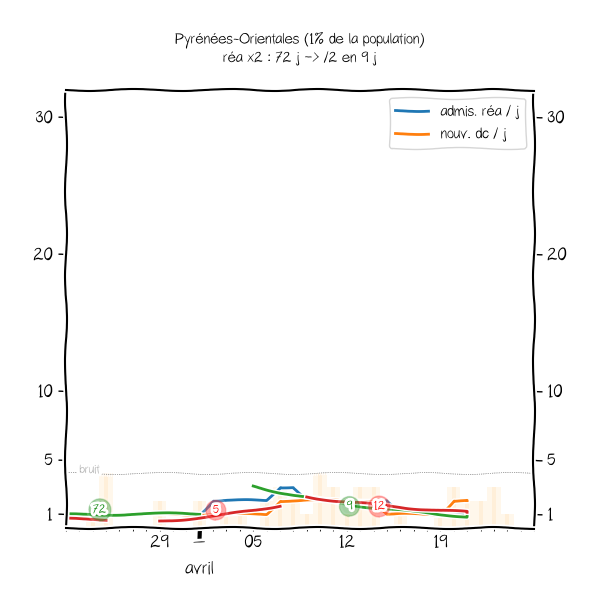 Pyrénées-Orientales (1% de la population)
réa x2 : 72 j -> /2 en 9 j
admis. réa / j
nouv. dc / j
30 30
20 20
10 10
5 5
bruit
72 5 9 12
1 1
29 1 05 12 19
avril